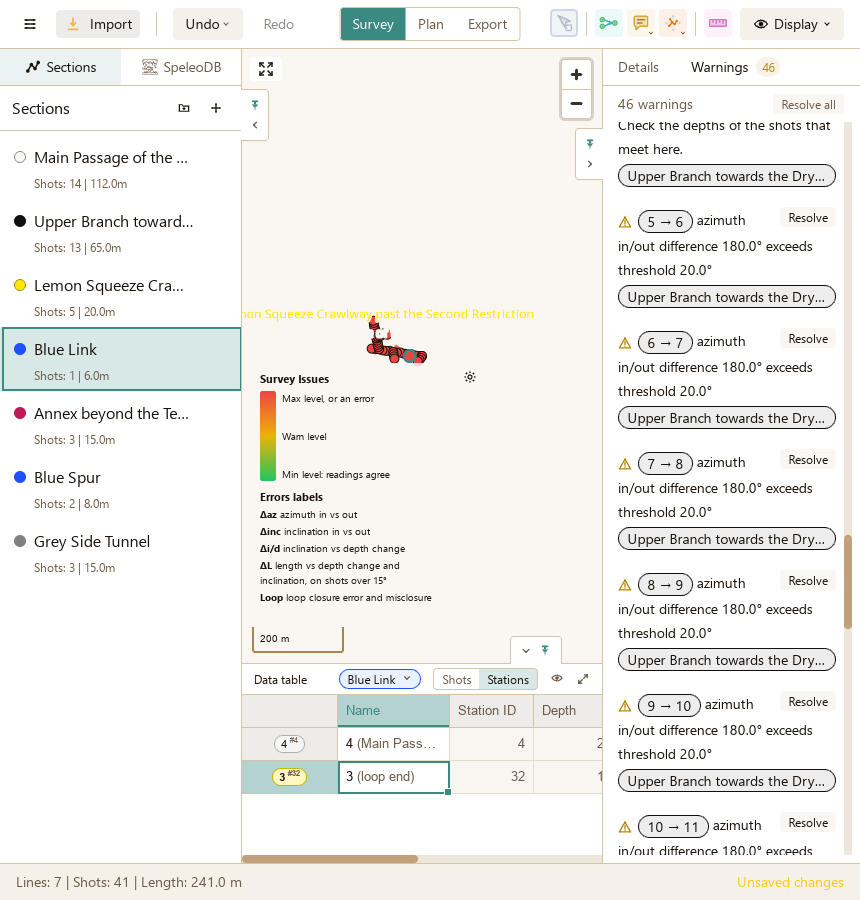 Import
Undo
Redo
Survey
Plan
Export
Display
Sections
SpeleoDB
Sections
Main Passage of the ...
Shots: 14 | 112.0m
Upper Branch toward...
Shots: 13 | 65.0m
Lemon Squeeze Cra...
Shots: 5 | 20.0m
Blue Link
Shots: 1 | 6.0m
Annex beyond the Te...
Shots: 3 | 15.0m
Blue Spur
Shots: 2 | 8.0m
Grey Side Tunnel
Shots: 3 | 15.0m
mon Squeeze Crawlway past the Second Restriction
Survey Issues
Max level, or an error
Warn level
Min level: readings agree
Errors labels
Δaz azimuth in vs out
Δinc inclination in vs out
Δi/d inclination vs depth change
ΔL length vs depth change and
inclination, on shots over 15°
Loop loop closure error and misclosure
200 m
Data table
Blue Link
Shots
Stations
Name
Station ID
Depth
4 #4
4 (Main Pass...
4
2
3 #32
3 (loop end)
32
1
Details
Warnings
46
46 warnings
Resolve all
Check the depths of the shots that
meet here.
Upper Branch towards the Dry...
5 → 6 azimuth
Resolve
in/out difference 180.0° exceeds
threshold 20.0°
Upper Branch towards the Dry...
6 → 7 azimuth
Resolve
in/out difference 180.0° exceeds
threshold 20.0°
Upper Branch towards the Dry...
7 → 8 azimuth
Resolve
in/out difference 180.0° exceeds
threshold 20.0°
Upper Branch towards the Dry...
8 → 9 azimuth
Resolve
in/out difference 180.0° exceeds
threshold 20.0°
Upper Branch towards the Dry...
9 → 10 azimuth
Resolve
in/out difference 180.0° exceeds
threshold 20.0°
Upper Branch towards the Dry...
10 → 11 azimuth
Resolve
in/out difference 180.0° exceeds
Lines: 7 | Shots: 41 | Length: 241.0 m
Unsaved changes